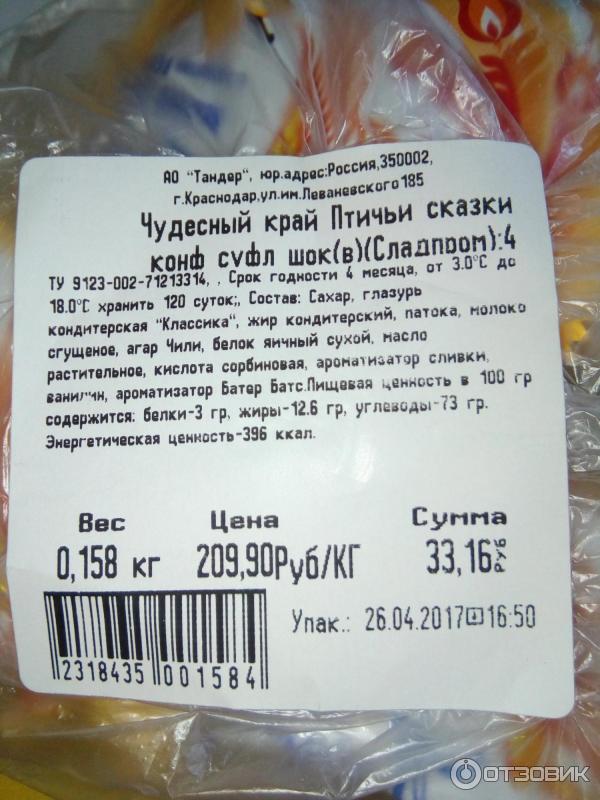 АО "Тандер", юр.адрес:Россия,350002,
г.Краснодар,ул.им.Леваневского 185
Чудесный край Птичьи сказки
конф суфл шок(в)(Сладпром):4
ТУ 9123-002-71213314, , Срок годности 4 месяца, от 3.0°С до
18.0°С хранить 120 суток;, Состав: Сахар, глазурь
кондитерская "Классика", жир кондитерский, патока, молоко
сгущеное, агар Чили, белок яичный сухой, масло
растительное, кислота сорбиновая, ароматизатор сливки,
ванилин, ароматизатор Батер Батс.Пищевая ценность в 100 гр
содержится: белки-3 гр, жиры-12.6 гр, углеводы-73 гр.
Энергетическая ценность-396 ккал.
Вес Цена Сумма
0,158 кг 209,90Руб/КГ 33,16 РУБ
Упак.: 26.04.2017 16:50
2318435 001584
ОТЗОВИК